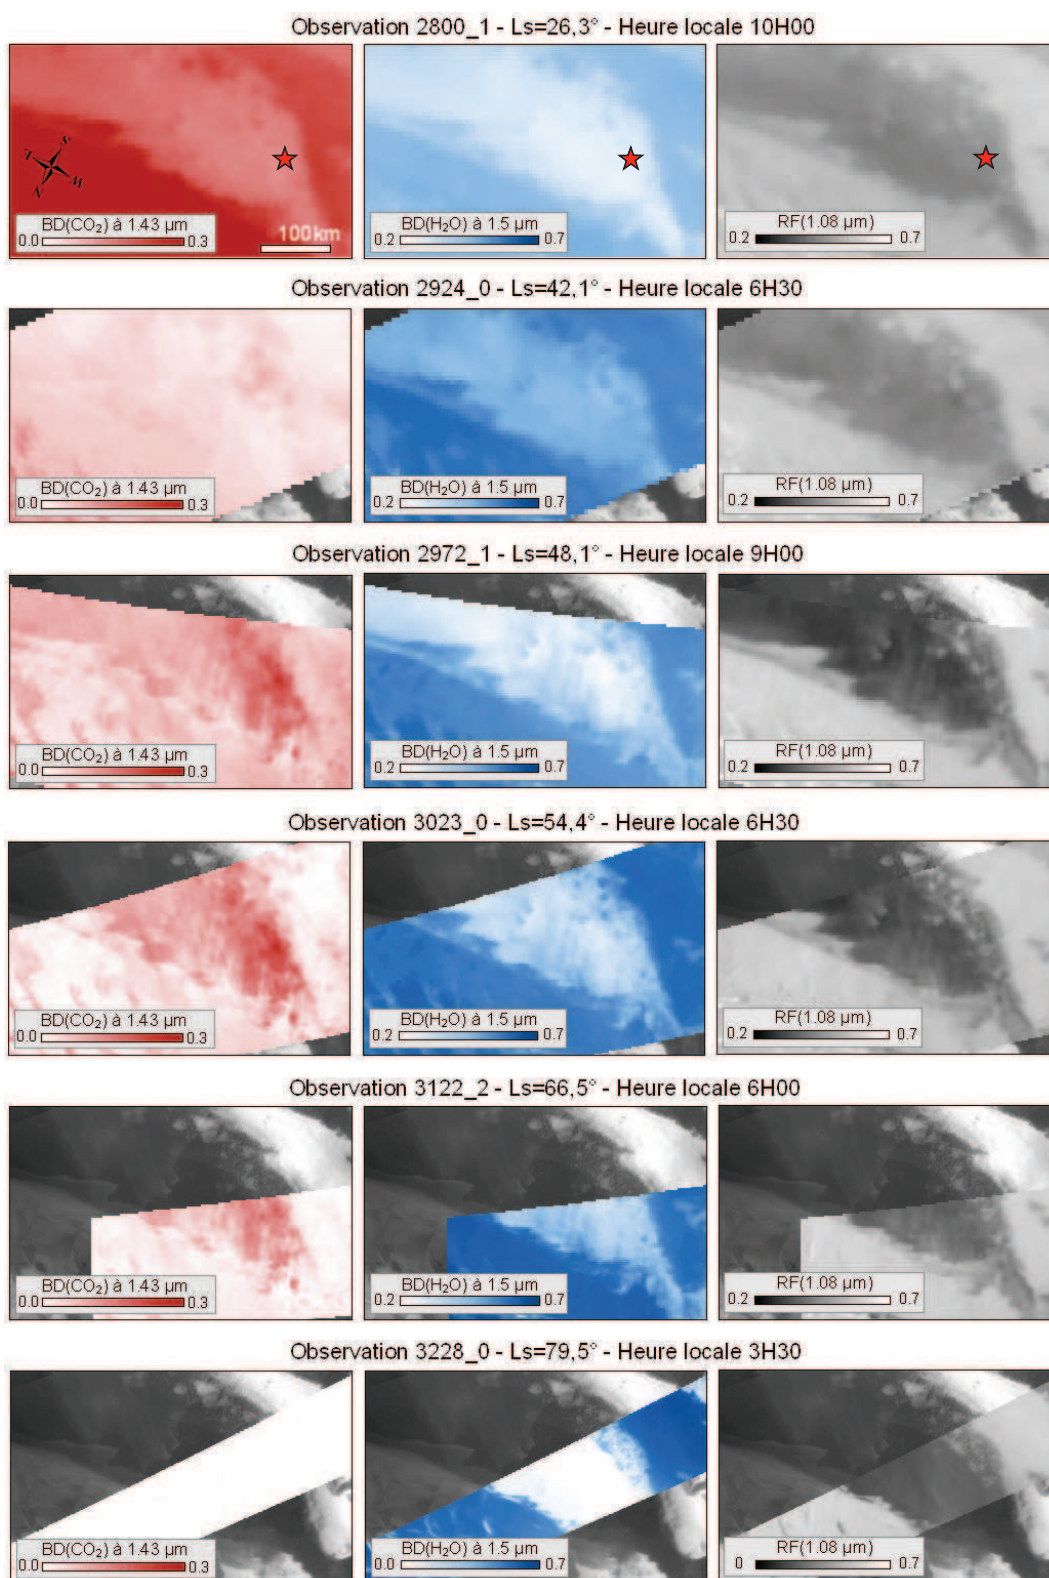 Observation 2800_1 - Ls=26,3° - Heure locale 10H00
BD(CO₂) à 1.43 µm
0.0 0.3
100km
BD(H₂O) à 1.5 µm
0.2 0.7
RF(1.08 µm)
0.2 0.7
Observation 2924_0 - Ls=42,1° - Heure locale 6H30
BD(CO₂) à 1.43 µm
0.0 0.3
BD(H₂O) à 1.5 µm
0.2 0.7
RF(1.08 µm)
0.2 0.7
Observation 2972_1 - Ls=48,1° - Heure locale 9H00
BD(CO₂) à 1.43 µm
0.0 0.3
BD(H₂O) à 1.5 µm
0.2 0.7
RF(1.08 µm)
0.2 0.7
Observation 3023_0 - Ls=54,4° - Heure locale 6H30
BD(CO₂) à 1.43 µm
0.0 0.3
BD(H₂O) à 1.5 µm
0.2 0.7
RF(1.08 µm)
0.2 0.7
Observation 3122_2 - Ls=66,5° - Heure locale 6H00
BD(CO₂) à 1.43 µm
0.0 0.3
BD(H₂O) à 1.5 µm
0.2 0.7
RF(1.08 µm)
0.2 0.7
Observation 3228_0 - Ls=79,5° - Heure locale 3H30
BD(CO₂) à 1.43 µm
0.0 0.3
BD(H₂O) à 1.5 µm
0.0 0.7
RF(1.08 µm)
0 0.7